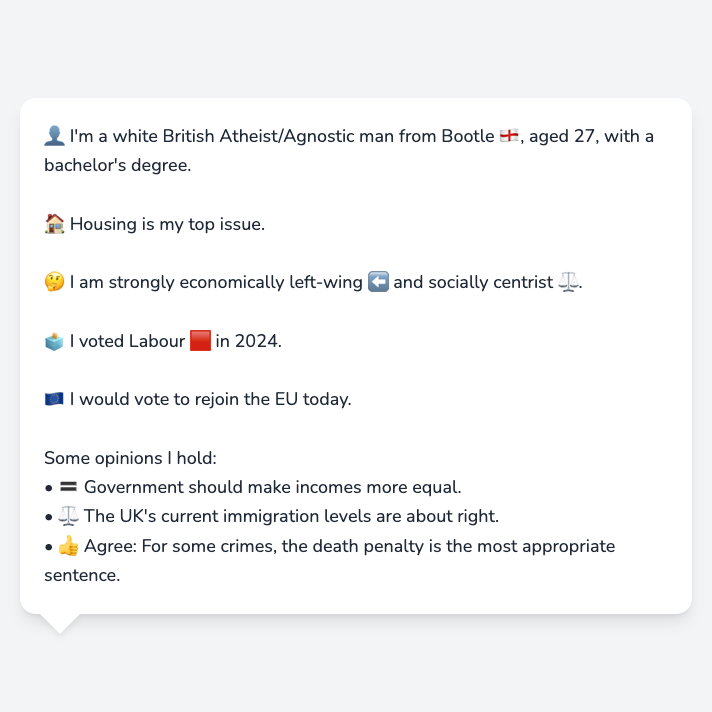 👤 I'm a white British Atheist/Agnostic man from Bootle 🏴󠁧󠁢󠁥󠁮󠁧󠁿, aged 27, with a
bachelor's degree.
🏠 Housing is my top issue.
🤔 I am strongly economically left-wing ⬅️ and socially centrist ⚖️.
🗳️ I voted Labour 🟥 in 2024.
🇪🇺 I would vote to rejoin the EU today.
Some opinions I hold:
• 🟰 Government should make incomes more equal.
• ⚖️ The UK's current immigration levels are about right.
• 👍 Agree: For some crimes, the death penalty is the most appropriate
sentence.